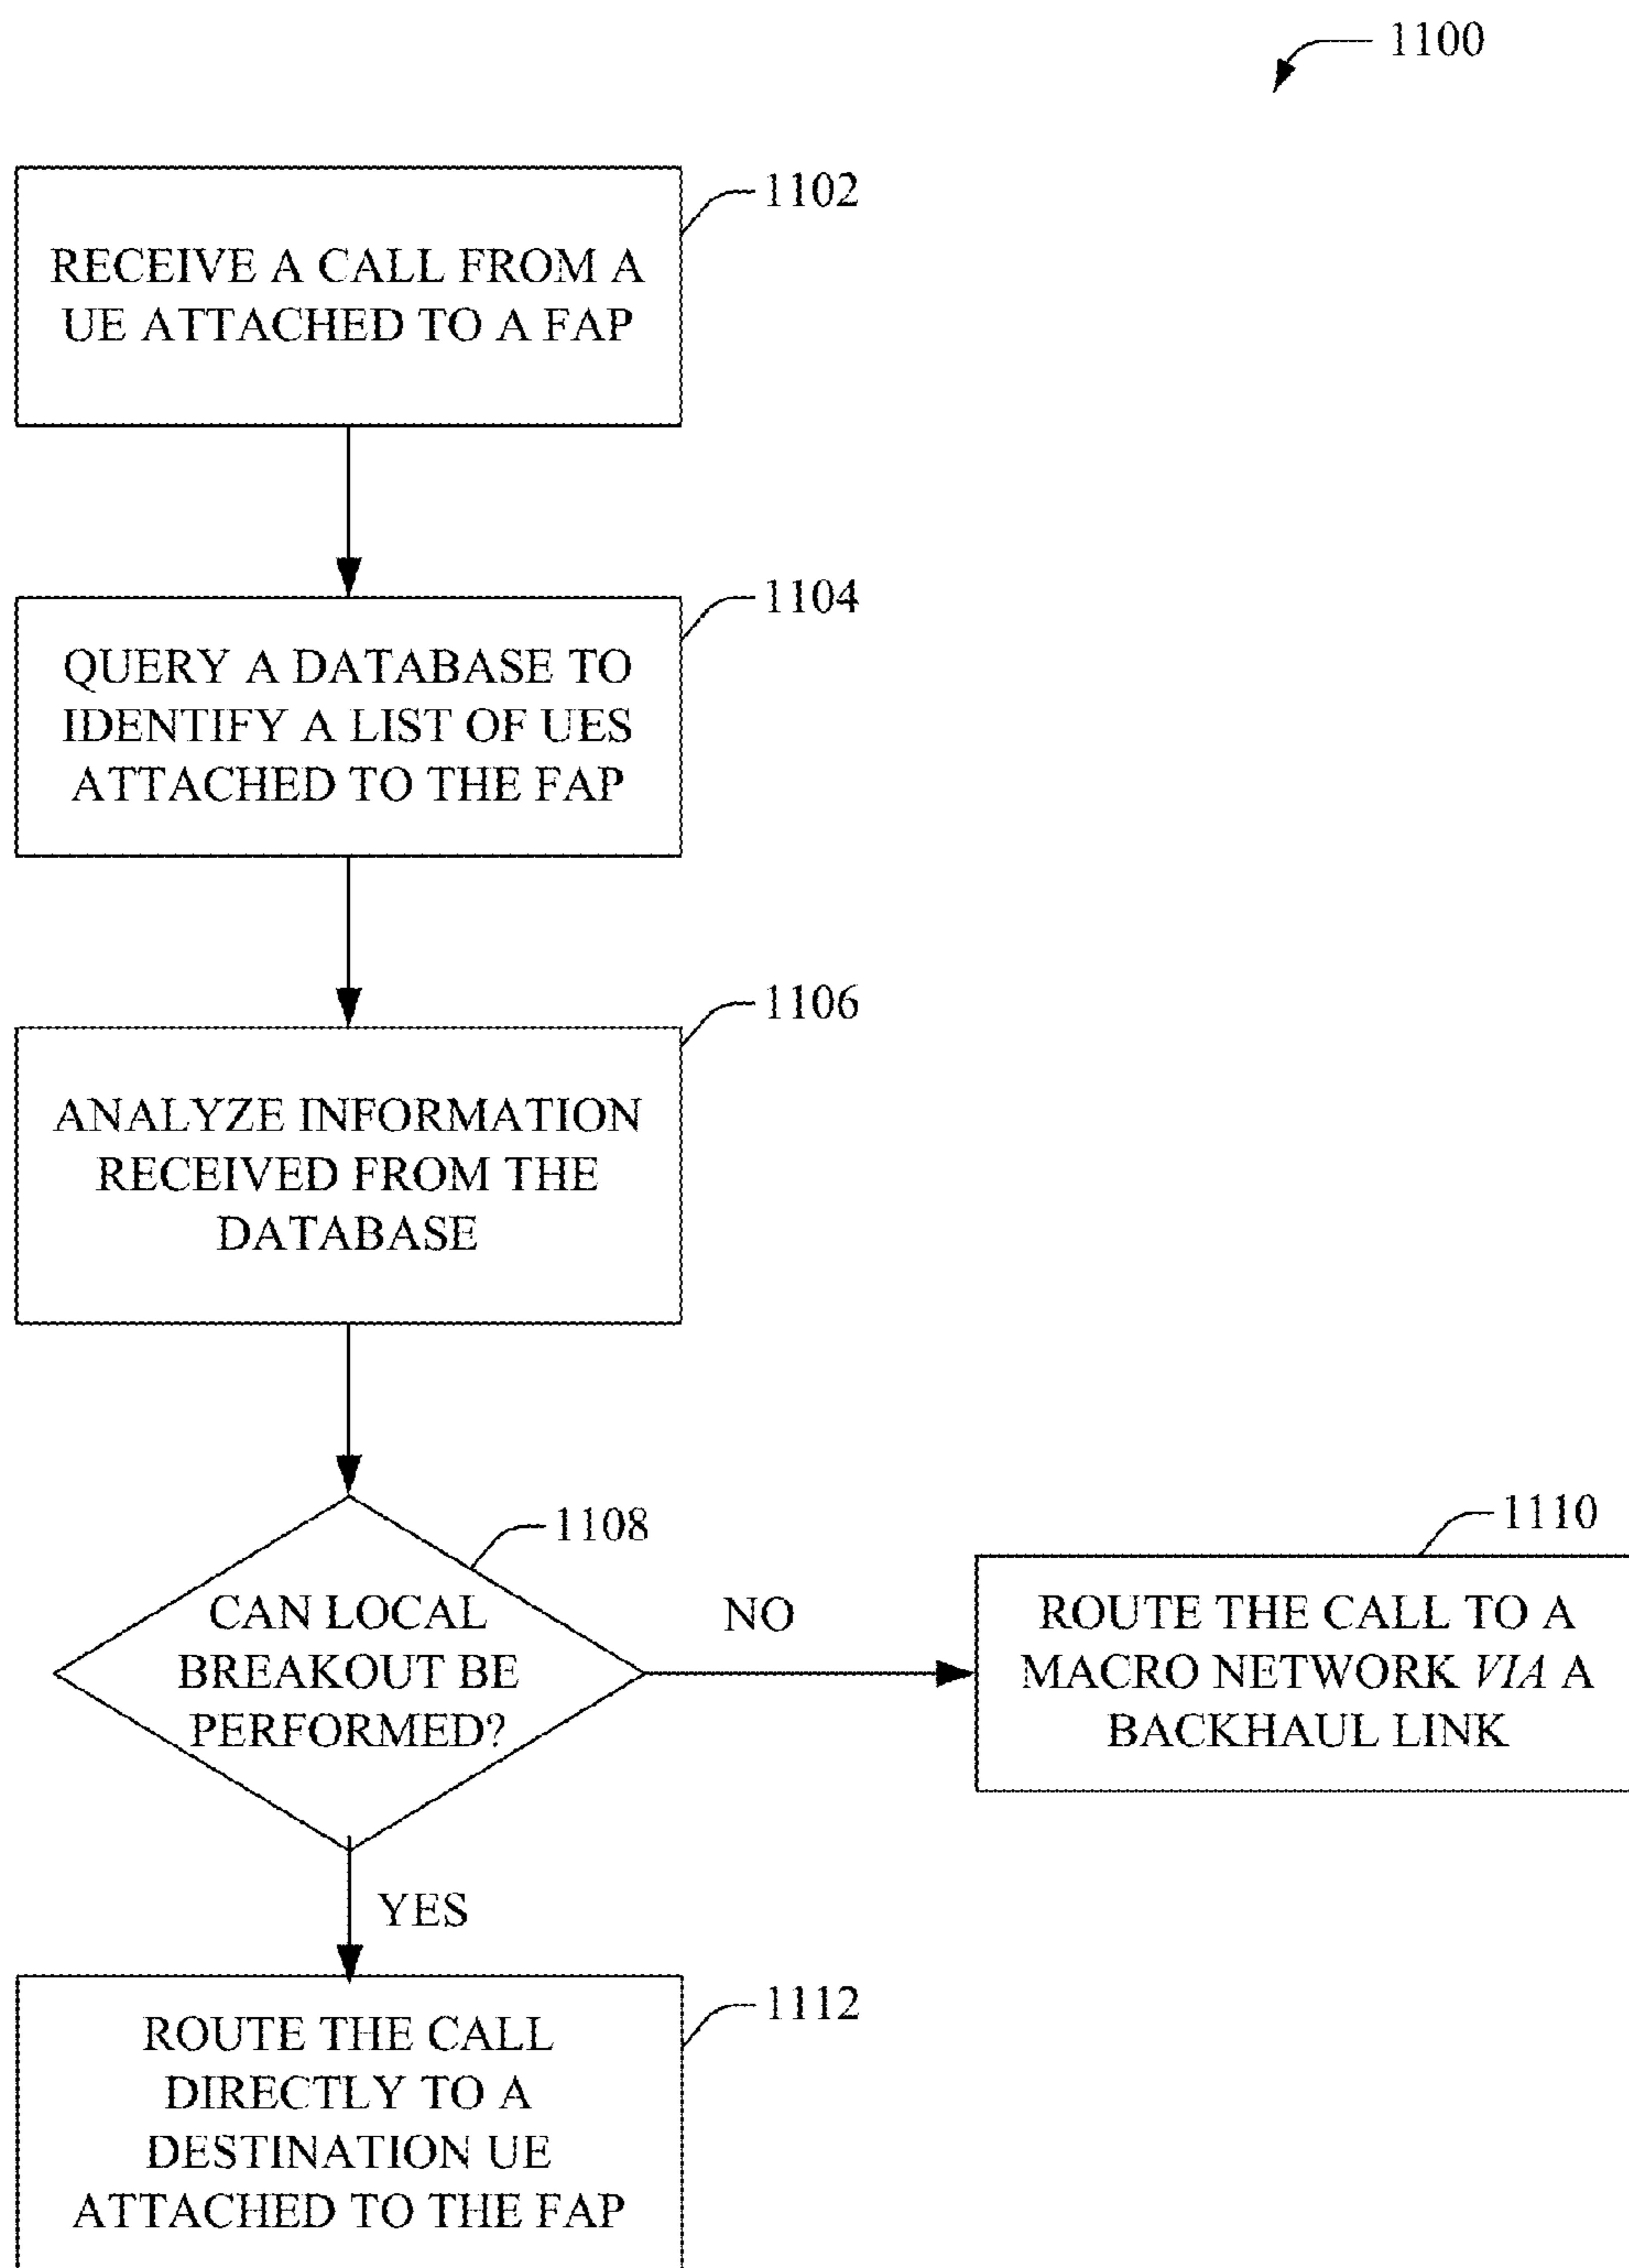 1100
1102
RECEIVE A CALL FROM A
UE ATTACHED TO A FAP
1104
QUERY A DATABASE TO
IDENTIFY A LIST OF UES
ATTACHED TO THE FAP
1106
ANALYZE INFORMATION
RECEIVED FROM THE
DATABASE
1108
CAN LOCAL
BREAKOUT BE
PERFORMED?
NO
1110
ROUTE THE CALL TO A
MACRO NETWORK VIA A
BACKHAUL LINK
YES
1112
ROUTE THE CALL
DIRECTLY TO A
DESTINATION UE
ATTACHED TO THE FAP